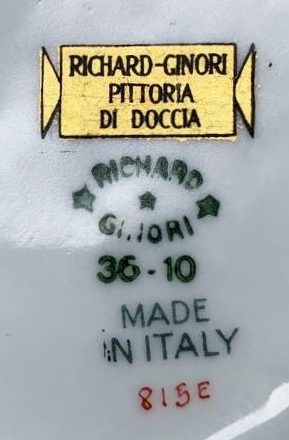 RICHARD-GINORI
PITTORIA
DI DOCCIA
RICHARD
GINORI
36-10
MADE
IN ITALY
815E